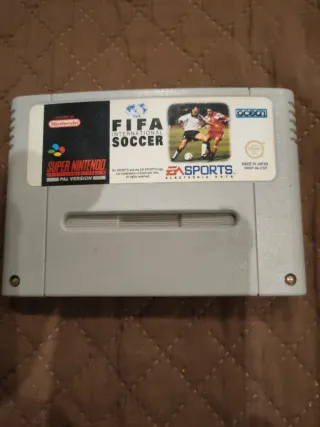 Nintendo
FIFA
INTERNATIONAL
SOCCER
SUPER NINTENDO
PAL VERSION
EA SPORTS
ELECTRONIC ARTS
ocean
MADE IN JAPAN